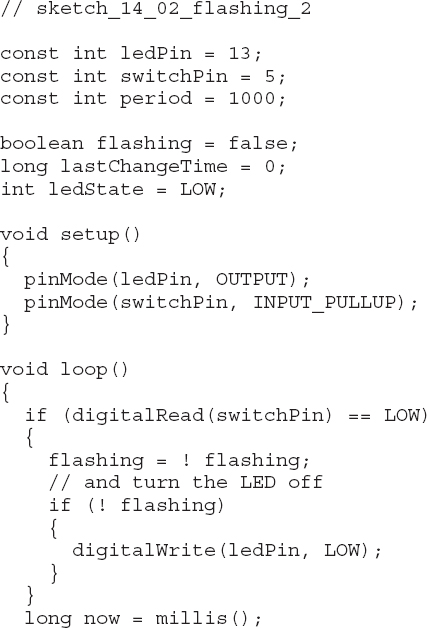 // sketch_14_02_flashing_2

const int ledPin = 13;
const int switchPin = 5;
const int period = 1000;

boolean flashing = false;
long lastChangeTime = 0;
int ledState = LOW;

void setup()
{
  pinMode(ledPin, OUTPUT);
  pinMode(switchPin, INPUT_PULLUP);
}

void loop()
{
  if (digitalRead(switchPin) == LOW)
  {
    flashing = ! flashing;
    // and turn the LED off
    if (! flashing)
    {
      digitalWrite(ledPin, LOW);
    }
  }
  long now = millis();